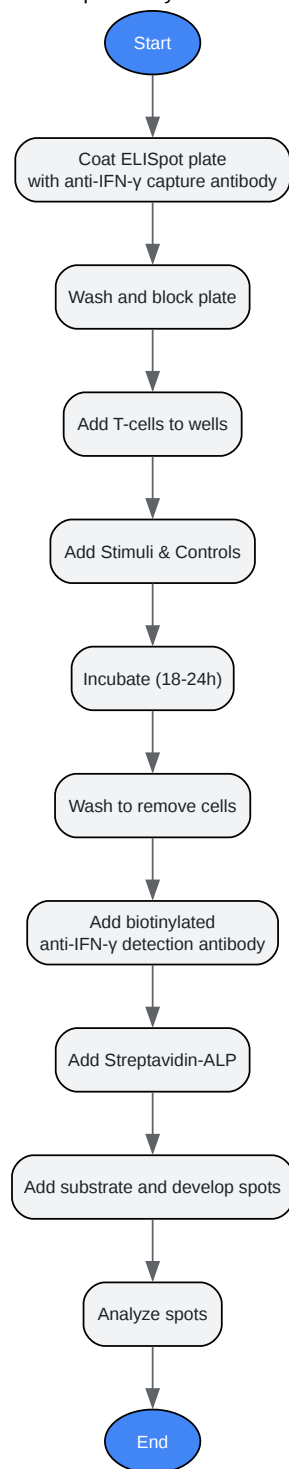 Start
Coat ELISpot plate
with anti-IFN-γ capture antibody
Wash and block plate
Add T-cells to wells
Add Stimuli & Controls
Incubate (18-24h)
Wash to remove cells
Add biotinylated
anti-IFN-γ detection antibody
Add Streptavidin-ALP
Add substrate and develop spots
Analyze spots
End